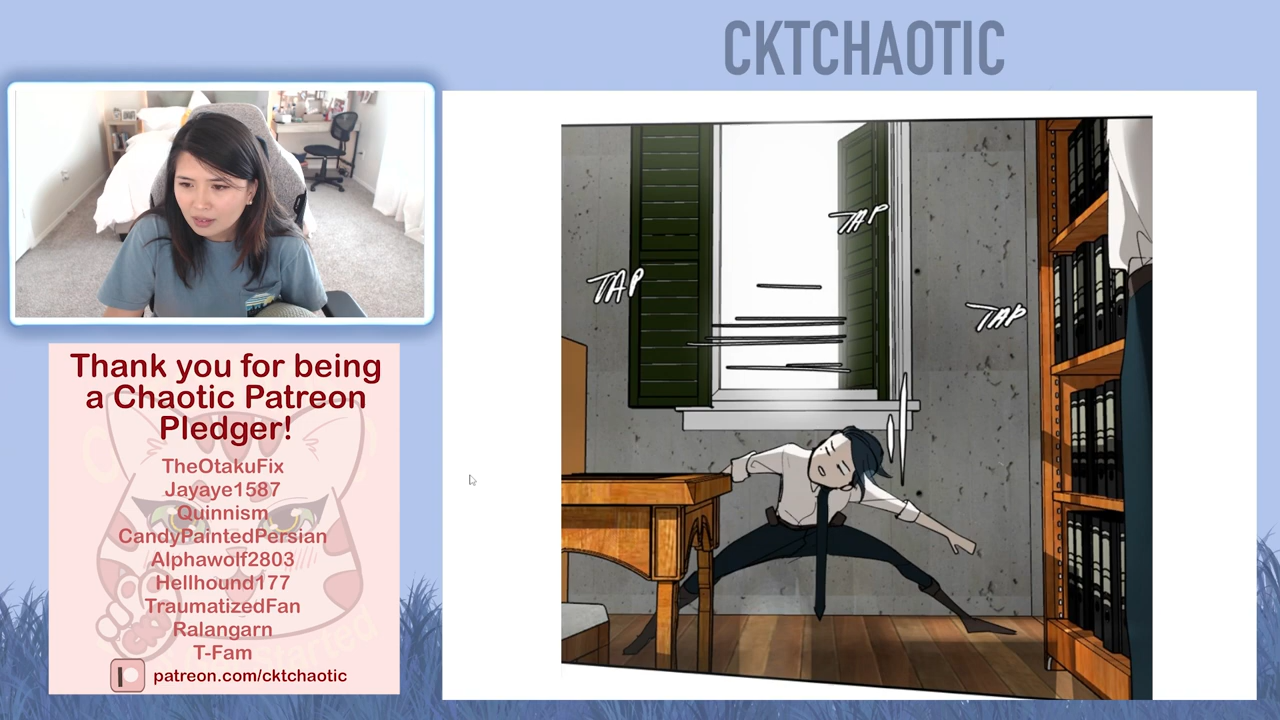 CKTCHAOTIC
TAP
TAP
TAP
Thank you for being
a Chaotic Patreon
Pledger!
TheOtakuFix
Jayaye1587
Quinnism
CandyPaintedPersian
Alphawolf2803
Hellhound177
TraumatizedFan
Ralangarn
T-Fam
patreon.com/cktchaotic